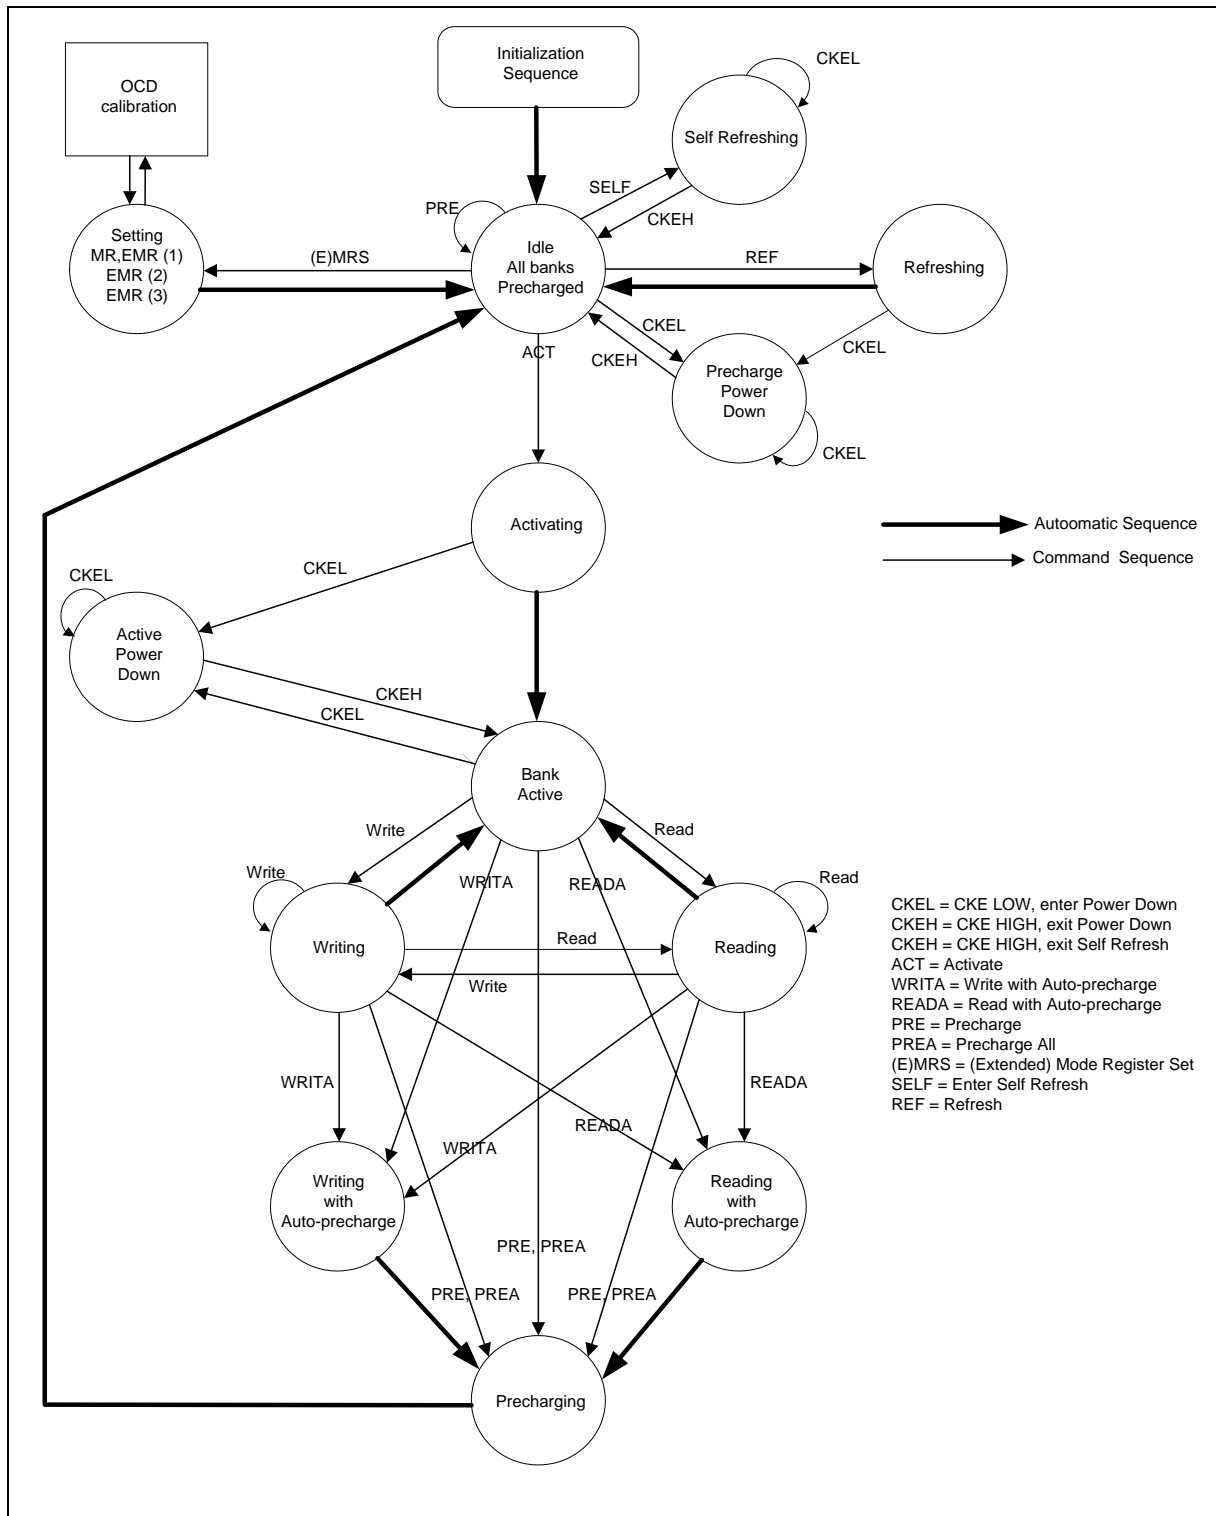 OCD
calibration
Initialization
Sequence
CKEL
Self Refreshing
SELF
CKEH
PRE
Setting
MR,EMR (1)
EMR (2)
EMR (3)
(E)MRS
Idle
All banks
Precharged
REF
Refreshing
CKEL
CKEH
ACT
CKEL
Precharge
Power
Down
CKEL
Activating
Autoomatic Sequence
Command Sequence
CKEL
CKEL
Active
Power
Down
CKEH
CKEL
Bank
Active
Write
Read
Write
WRITA
READA
Read
Writing
Read
Reading
Write
CKEL = CKE LOW, enter Power Down
CKEH = CKE HIGH, exit Power Down
CKEH = CKE HIGH, exit Self Refresh
ACT = Activate
WRITA = Write with Auto-precharge
READA = Read with Auto-precharge
PRE = Precharge
PREA = Precharge All
(E)MRS = (Extended) Mode Register Set
SELF = Enter Self Refresh
REF = Refresh
WRITA
READA
READA
WRITA
Writing
with
Auto-precharge
Reading
with
Auto-precharge
PRE, PREA
PRE, PREA
PRE, PREA
Precharging